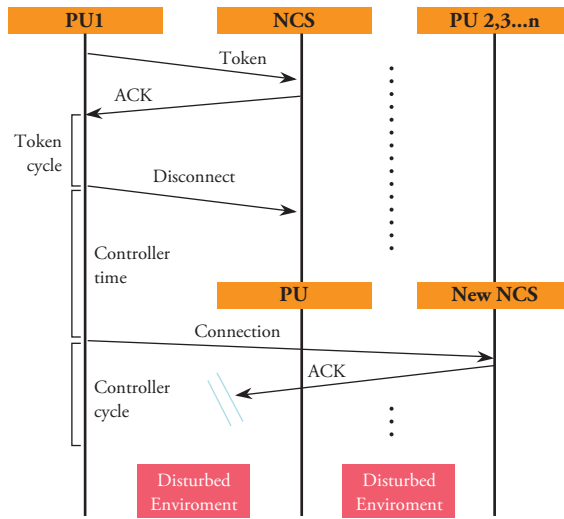 PU1
NCS
PU 2,3...n
Token
ACK
Token
cycle
Disconnect
Controller
time
PU
New NCS
Connection
ACK
Controller
cycle
Disturbed
Enviroment
Disturbed
Enviroment